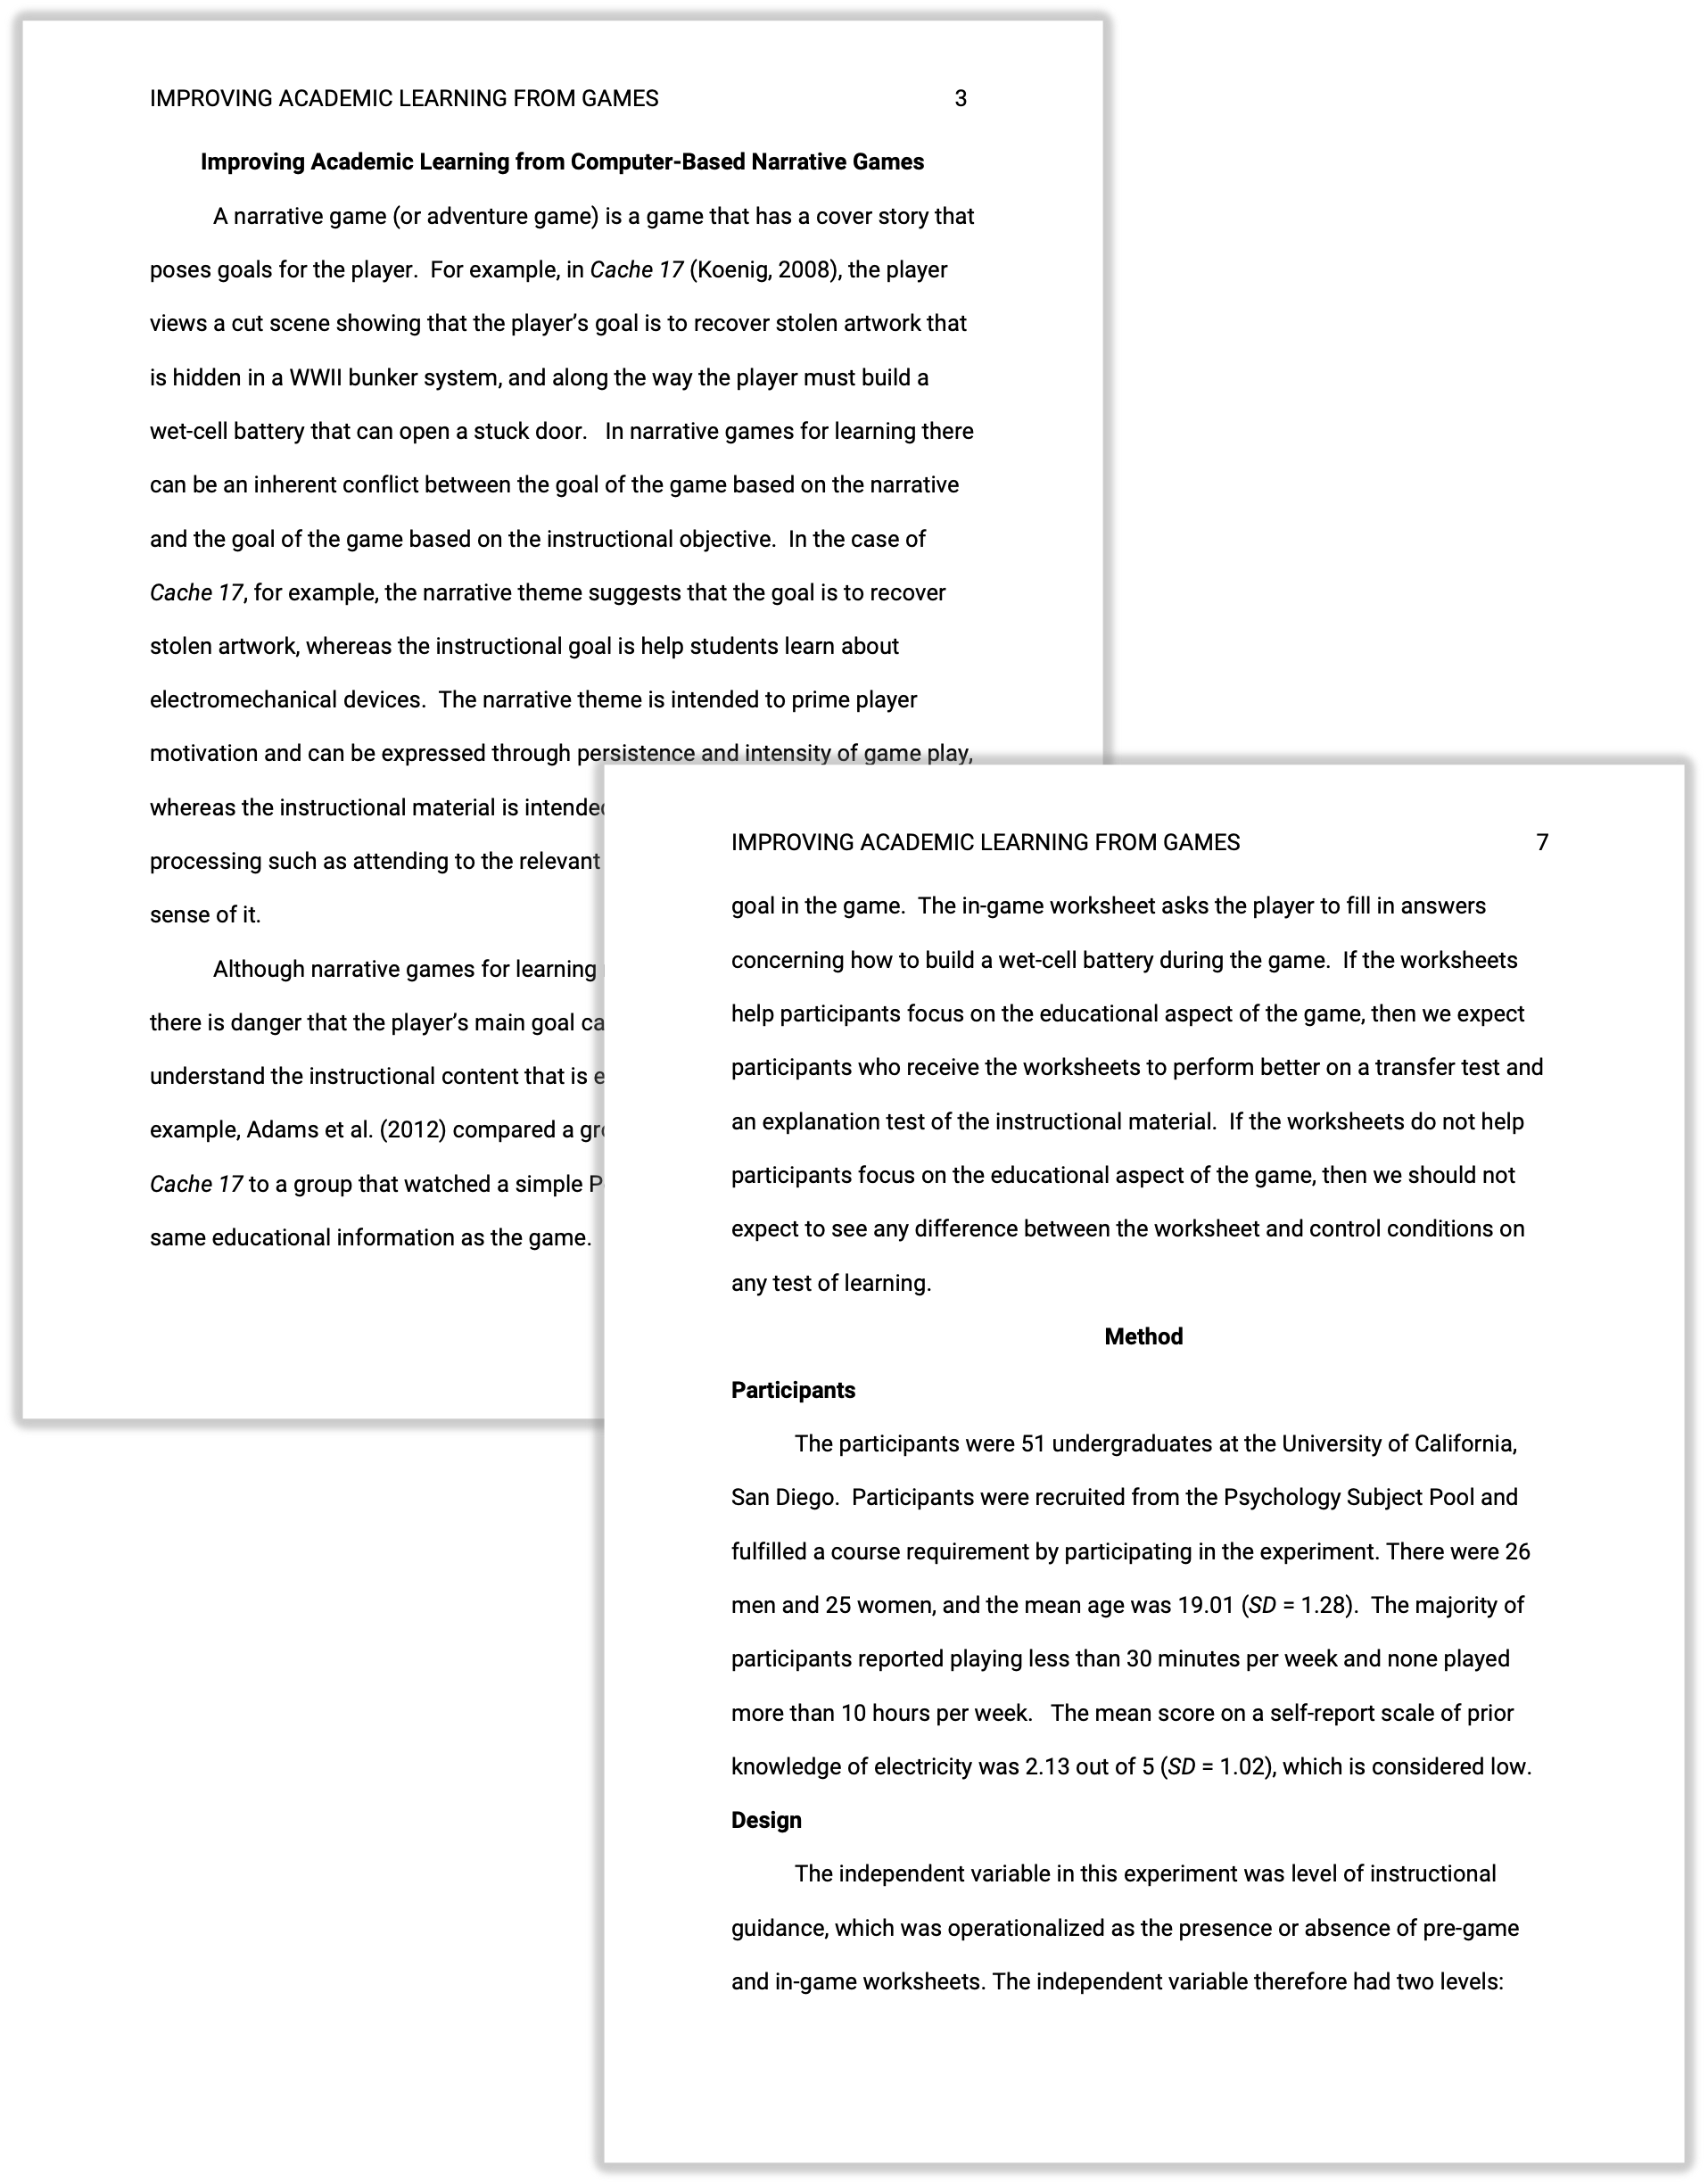 IMPROVING ACADEMIC LEARNING FROM GAMES 3
Improving Academic Learning from Computer-Based Narrative Games
A narrative game (or adventure game) is a game that has a cover story that
poses goals for the player.  For example, in Cache 17 (Koenig, 2008), the player
views a cut scene showing that the player’s goal is to recover stolen artwork that
is hidden in a WWII bunker system, and along the way the player must build a
wet-cell battery that can open a stuck door.   In narrative games for learning there
can be an inherent conflict between the goal of the game based on the narrative
and the goal of the game based on the instructional objective.  In the case of
Cache 17, for example, the narrative theme suggests that the goal is to recover
stolen artwork, whereas the instructional goal is help students learn about
electromechanical devices.  The narrative theme is intended to prime player
motivation and can be expressed through persistence and intensity of game play,
whereas the instructional material is intended
processing such as attending to the relevant
sense of it.
Although narrative games for learning
there is danger that the player’s main goal
understand the instructional content that is
example, Adams et al. (2012) compared a
Cache 17 to a group that watched a simple
same educational information as the game.
IMPROVING ACADEMIC LEARNING FROM GAMES 7
goal in the game.  The in-game worksheet asks the player to fill in answers
concerning how to build a wet-cell battery during the game.  If the worksheets
help participants focus on the educational aspect of the game, then we expect
participants who receive the worksheets to perform better on a transfer test and
an explanation test of the instructional material.  If the worksheets do not help
participants focus on the educational aspect of the game, then we should not
expect to see any difference between the worksheet and control conditions on
any test of learning.
Method
Participants
The participants were 51 undergraduates at the University of California,
San Diego.  Participants were recruited from the Psychology Subject Pool and
fulfilled a course requirement by participating in the experiment. There were 26
men and 25 women, and the mean age was 19.01 (SD = 1.28).  The majority of
participants reported playing less than 30 minutes per week and none played
more than 10 hours per week.   The mean score on a self-report scale of prior
knowledge of electricity was 2.13 out of 5 (SD = 1.02), which is considered low.
Design
The independent variable in this experiment was level of instructional
guidance, which was operationalized as the presence or absence of pre-game
and in-game worksheets. The independent variable therefore had two levels: